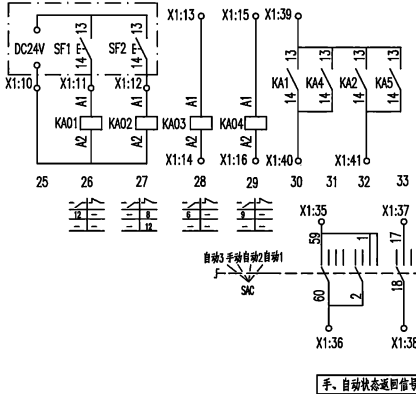 X1:13 X1:15 X1:39
DC24V SF1 E 13 14 SF2 E 13 14
X1:10 X1:11 X1:12
KA01 A1 A2 KA02 A1 A2 KA03 A1 A2 KA04 A1 A2
KA1 13 14 KA4 13 14 KA2 13 14 KA5 13 14
X1:14 X1:16 X1:40 X1:41
25 26 27 28 29 30 31 32 33
12 8 6 9
12
X1:35 X1:37
59 1 17
自动3 手动 自动2 自动1
SAC
60 2 18
X1:36 X1:38
手、自动状态返回信号